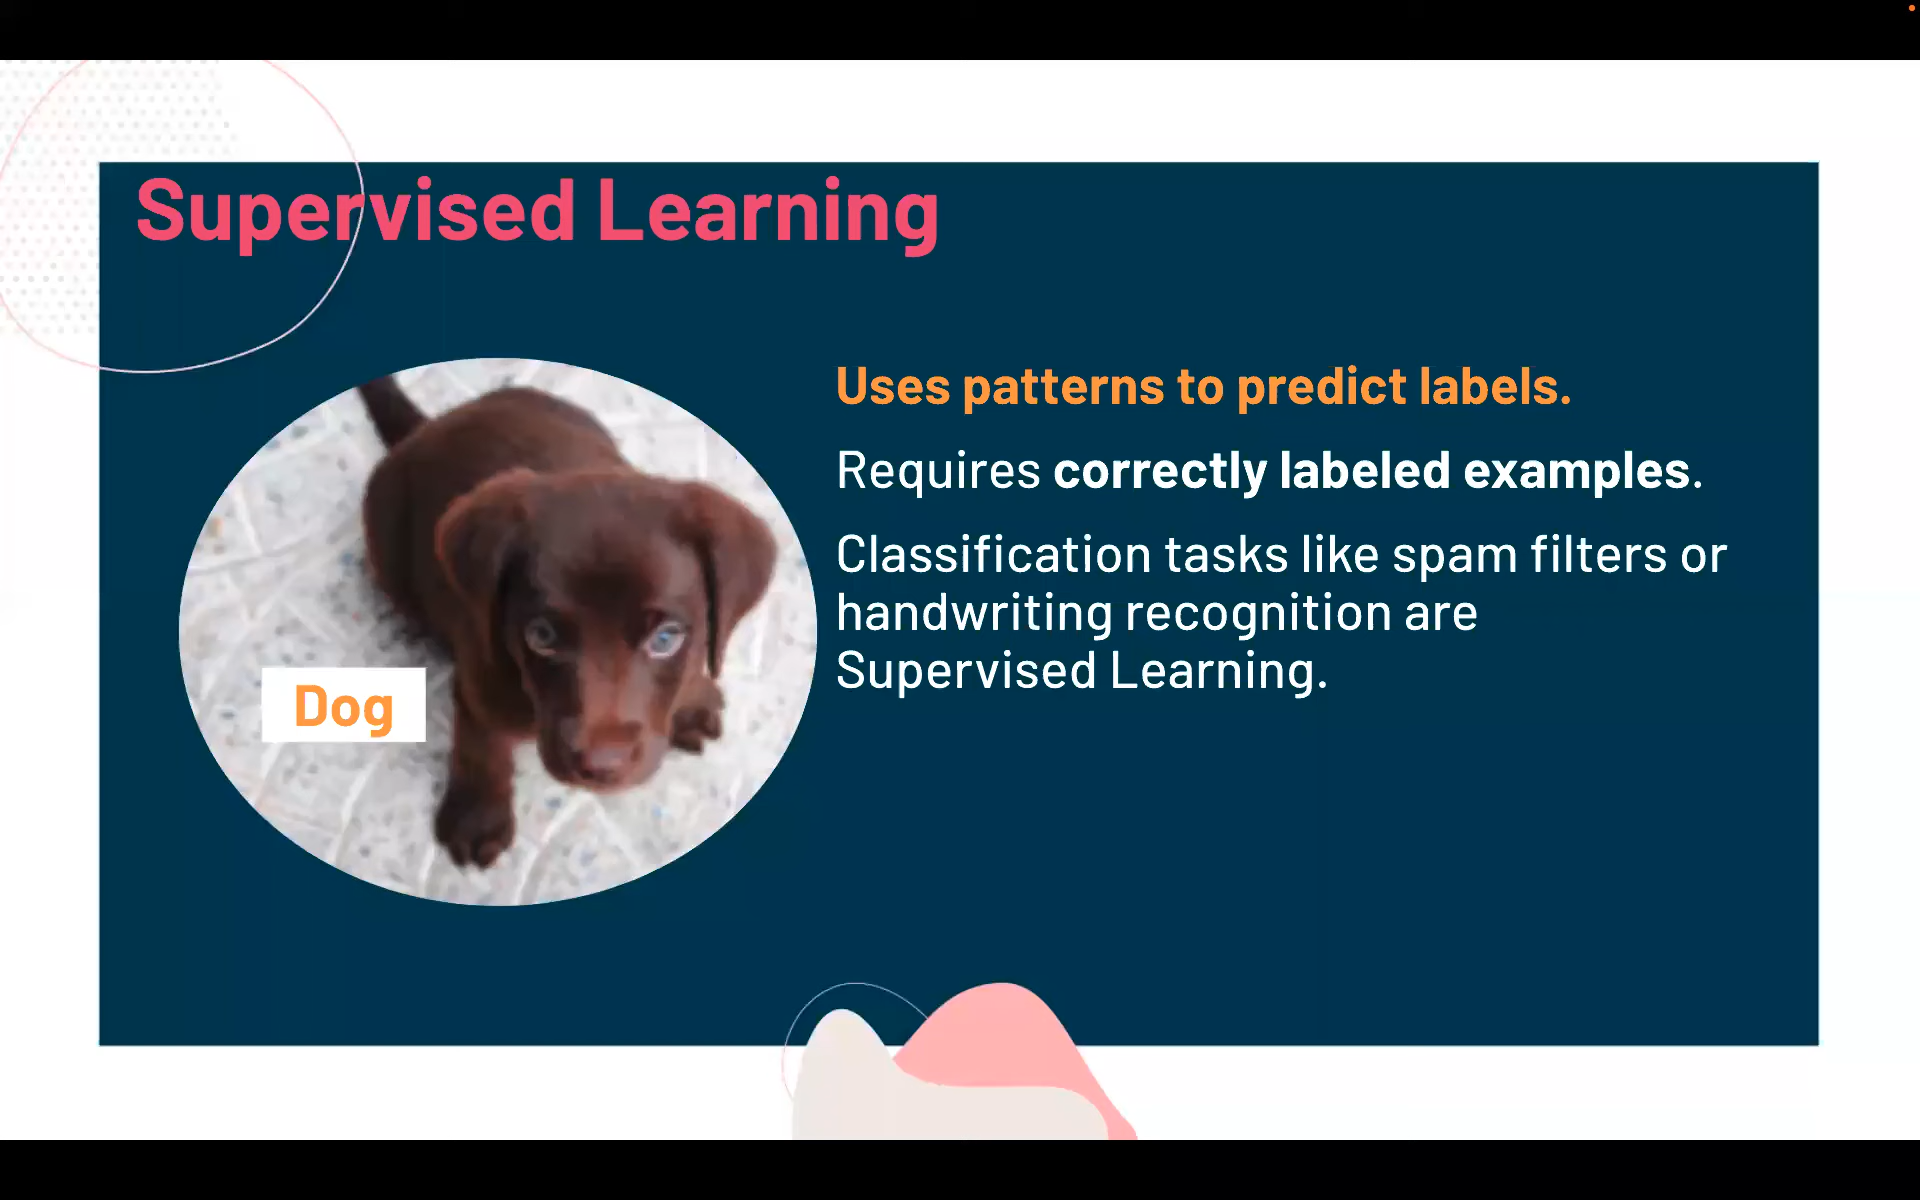 Supervised Learning
Uses patterns to predict labels.
Requires correctly labeled examples.
Classification tasks like spam filters or
handwriting recognition are
Supervised Learning.
Dog